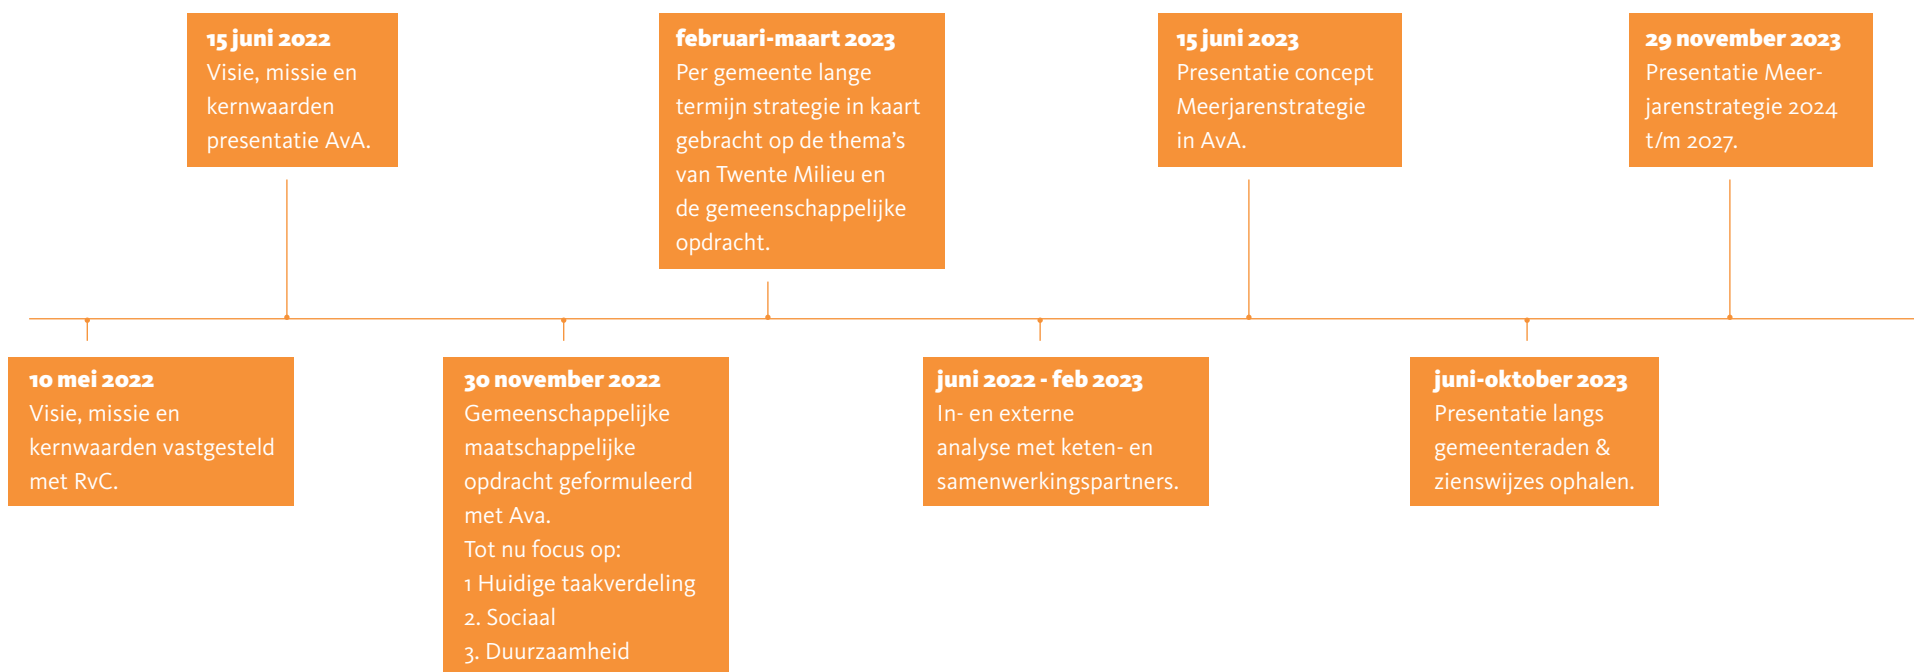 15 juni 2022
Visie, missie en
kernwaarden
presentatie AvA.
februari-maart 2023
Per gemeente lange
termijn strategie in kaart
gebracht op de thema's
van Twente Milieu en
de gemeenschappelijke
opdracht.
15 juni 2023
Presentatie concept
Meerjarenstrategie
in AvA.
29 november 2023
Presentatie Meer-
jarenstrategie 2024
t/m 2027.
10 mei 2022
Visie, missie en
kernwaarden vastgesteld
met RvC.
30 november 2022
Gemeenschappelijke
maatschappelijke
opdracht geformuleerd
met Ava.
Tot nu focus op:
1 Huidige taakverdeling
2. Sociaal
3. Duurzaamheid
juni 2022 - feb 2023
In- en externe
analyse met keten- en
samenwerkingspartners.
juni-oktober 2023
Presentatie langs
gemeenteraden &
zienswijzes ophalen.